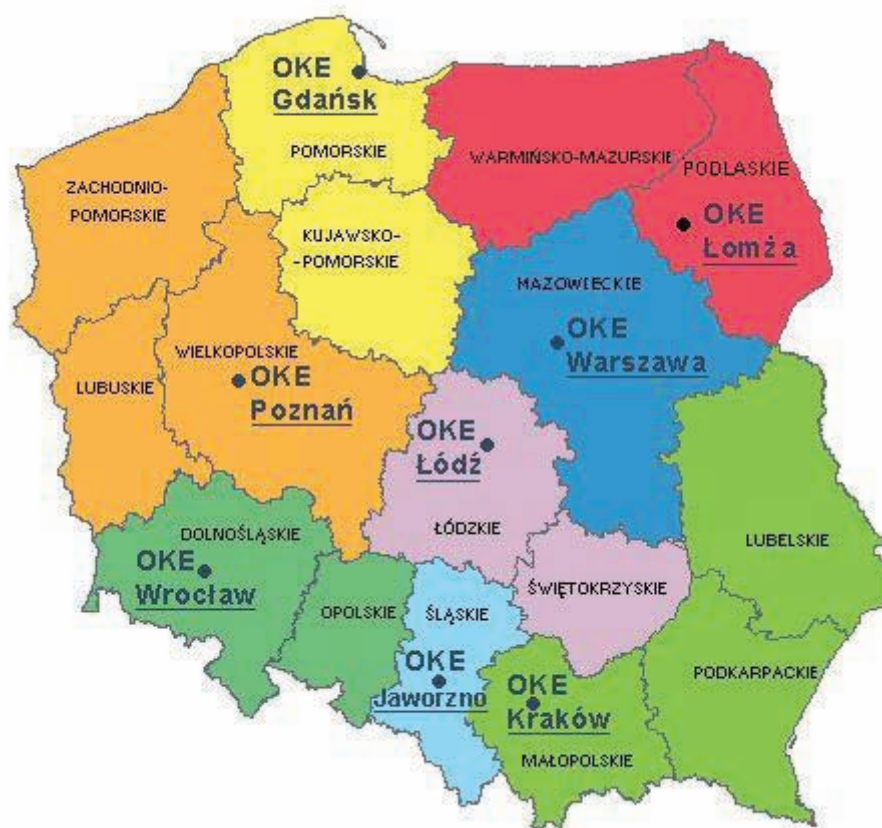 OKE
Gdańsk
POMORSKIE
WARMIŃSKO-MAZURSKIE
PODLASKIE
ZACHODNIO-
POMORSKIE
OKE
Łomża
KUJAWSKO-
-POMORSKIE
MAZOWIECKIE
OKE
Warszawa
WIELKOPOLSKIE
LUBUSKIE
OKE
Poznań
OKE
Łódź
ŁÓDZKIE
DOLNOŚLĄSKIE
OKE
Wrocław
LUBELSKIE
OPOLSKIE
ŚLĄSKIE
ŚWIĘTOKRZYSKIE
OKE
Jaworzno
OKE
Kraków
PODKARPACKIE
MAŁOPOLSKIE